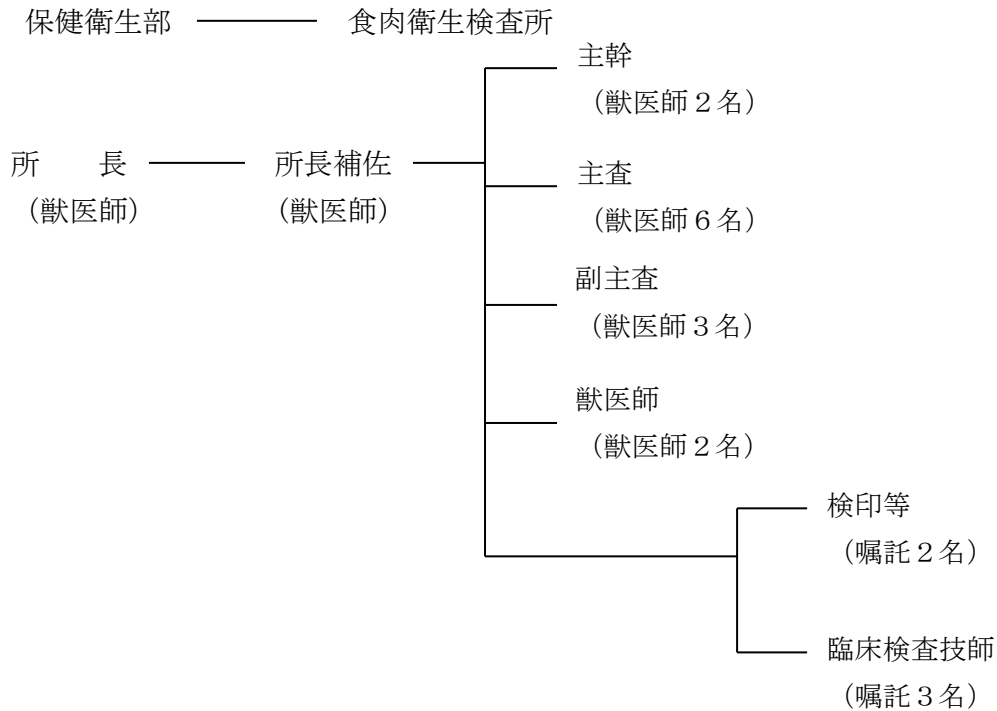 保健衛生部 食肉衛生検査所
主幹
（獣医師２名）
所　　長 所長補佐
（獣医師） （獣医師）
主査
（獣医師６名）
副主査
（獣医師３名）
獣医師
（獣医師２名）
検印等
（嘱託２名）
臨床検査技師
（嘱託３名）